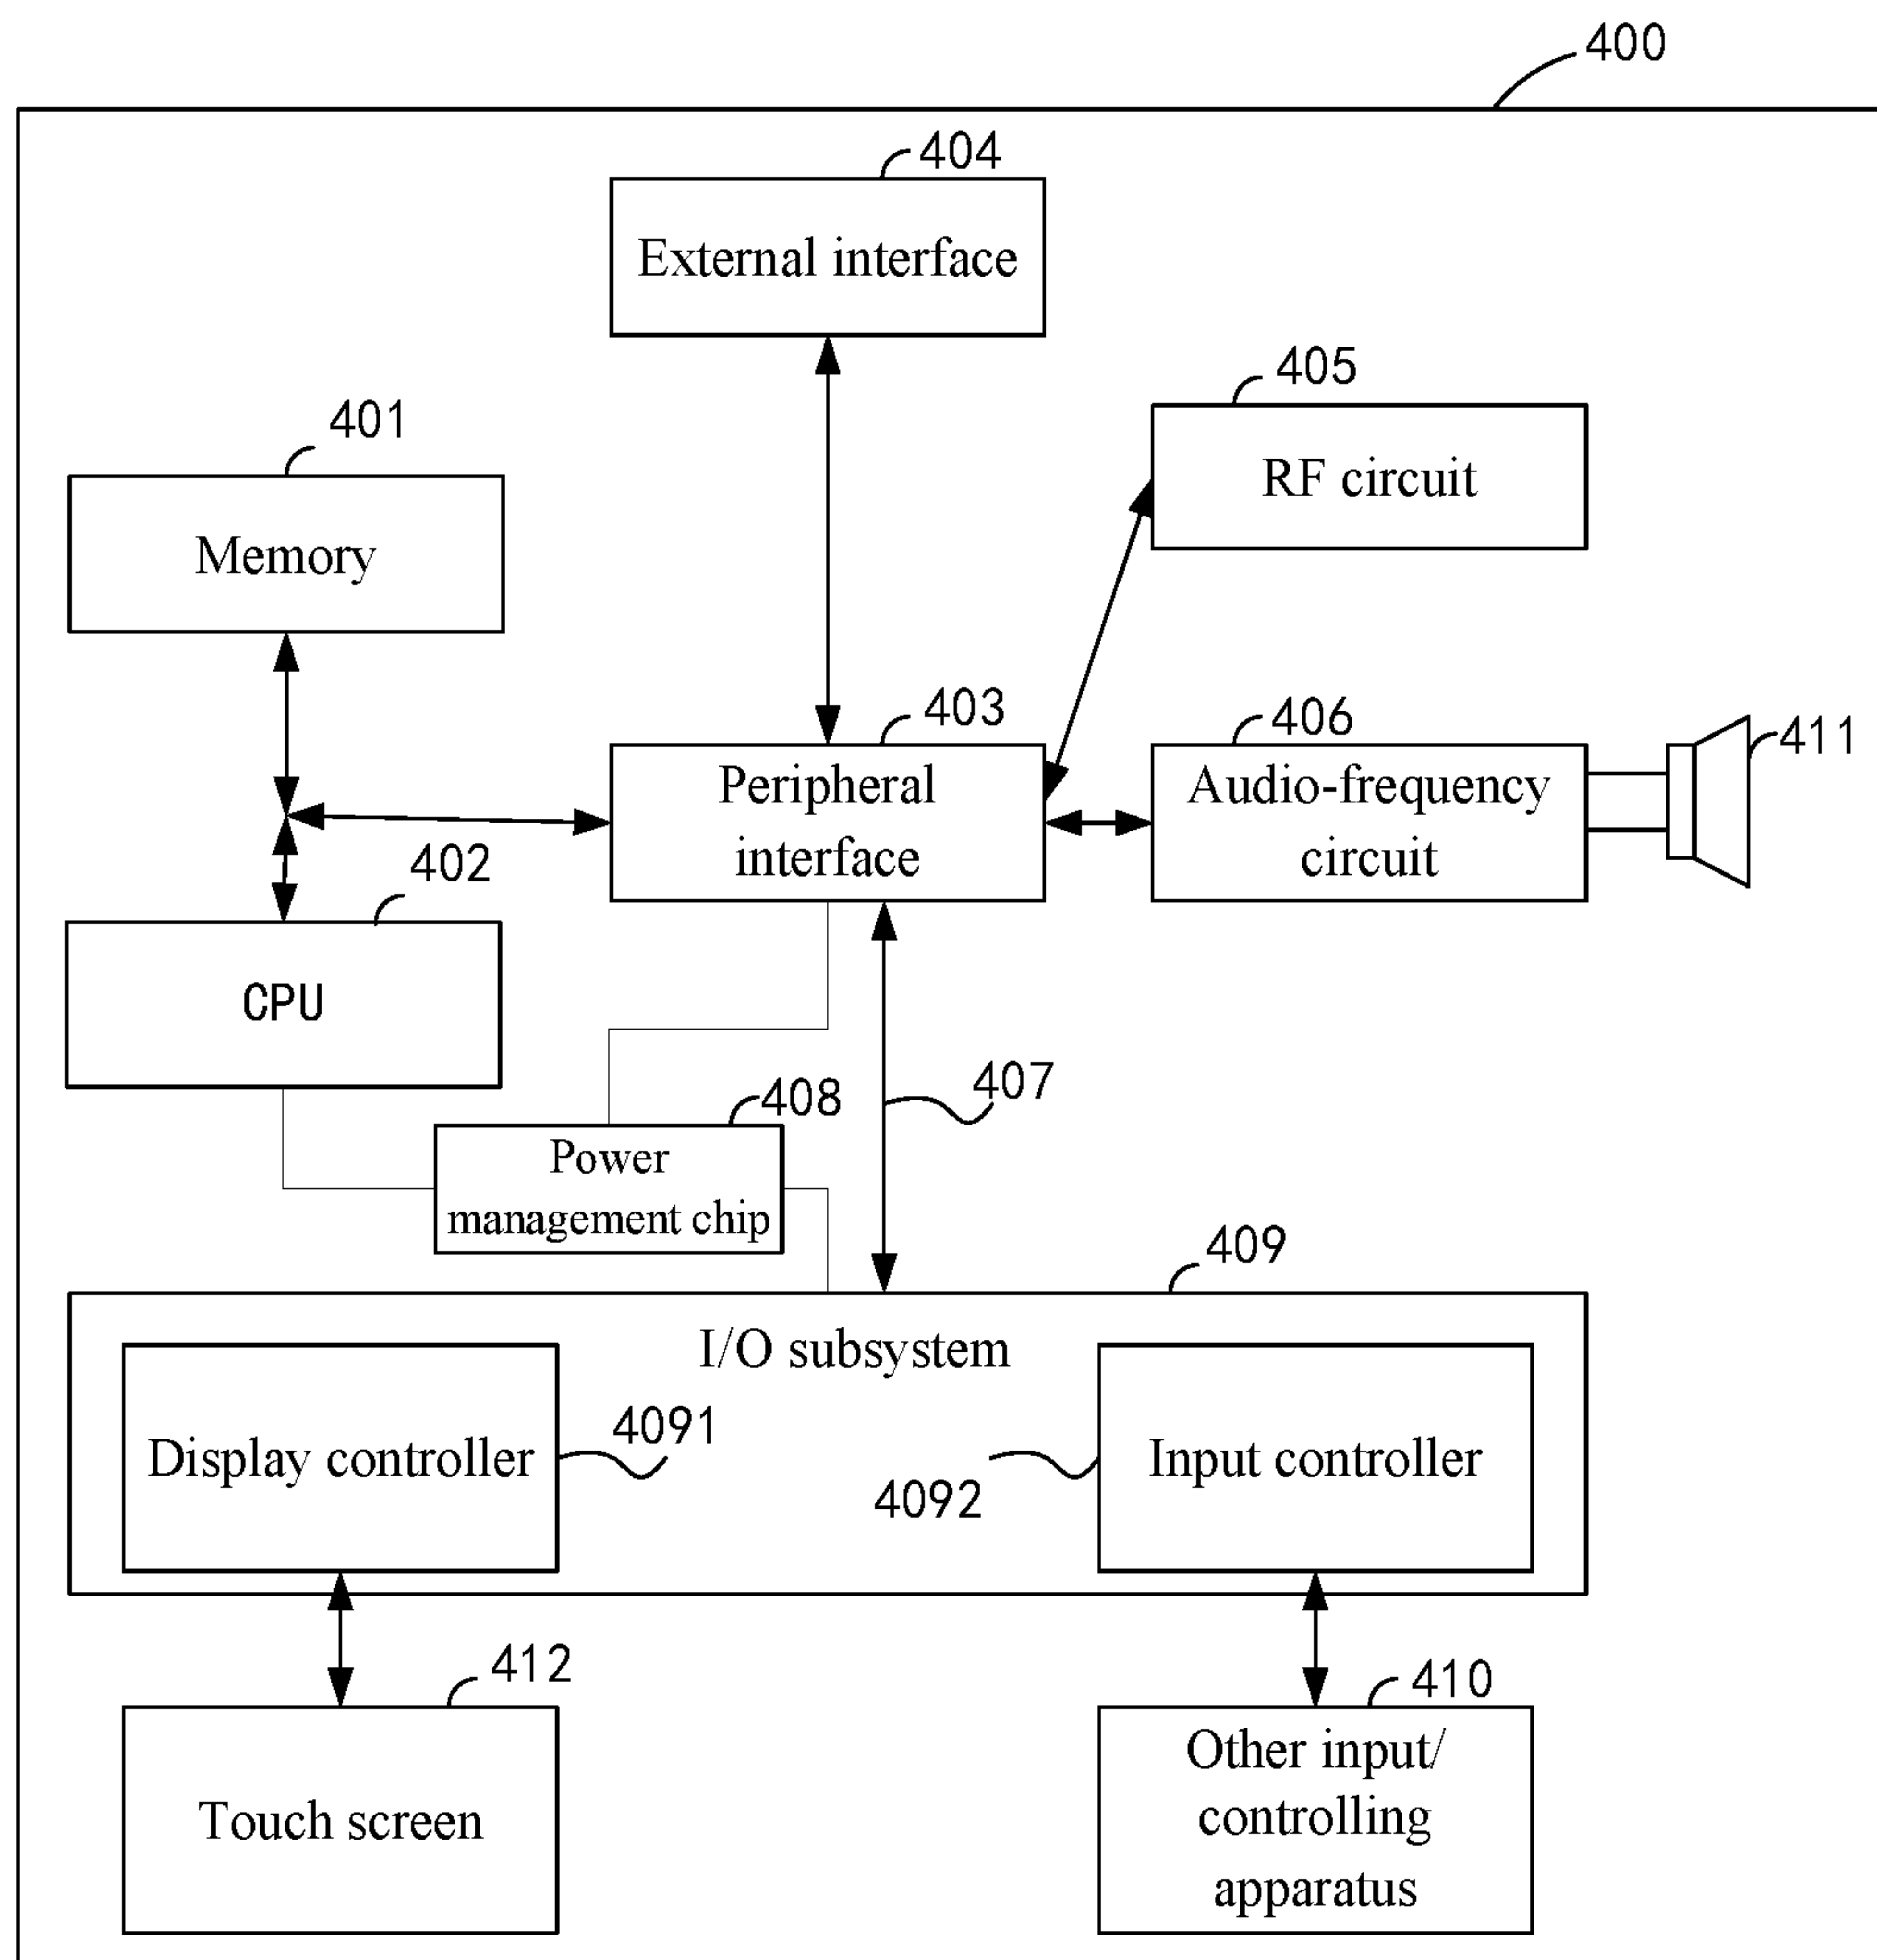 400
404
External interface
405
RF circuit
401
Memory
403
Peripheral
interface
406
Audio-frequency
circuit
411
402
CPU
407
408
Power
management chip
409
I/O subsystem
Display controller
4091
4092
Input controller
412
Touch screen
410
Other input/
controlling
apparatus